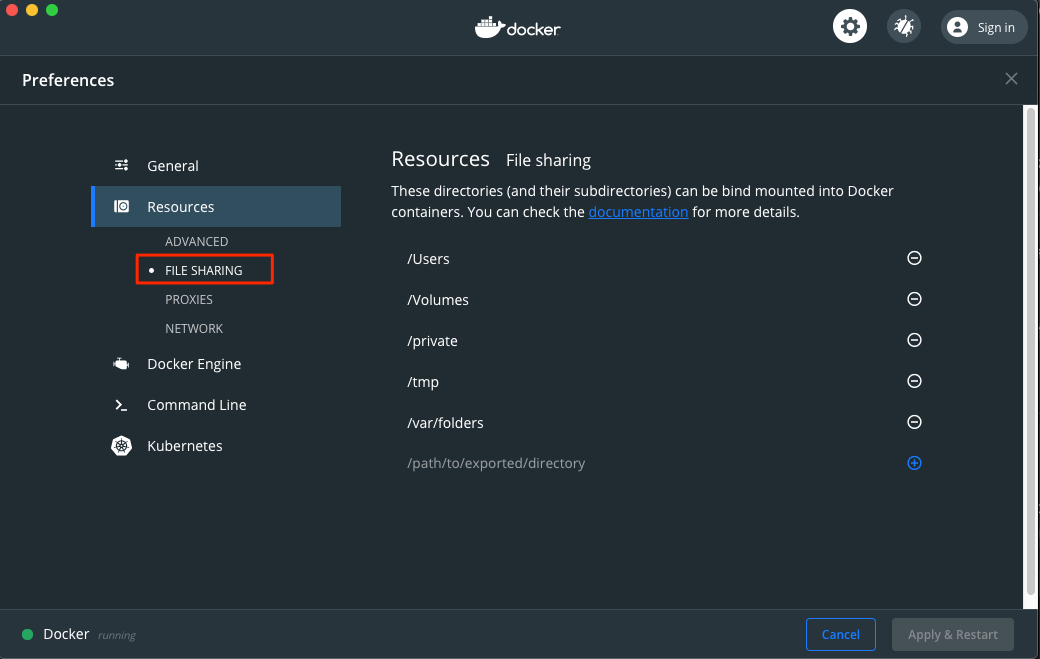 docker
Sign in
Preferences
General
Resources
ADVANCED
FILE SHARING
PROXIES
NETWORK
Docker Engine
Command Line
Kubernetes
Resources File sharing
These directories (and their subdirectories) can be bind mounted into Docker
containers. You can check the documentation for more details.
/Users
/Volumes
/private
/tmp
/var/folders
/path/to/exported/directory
Docker running
Cancel
Apply & Restart